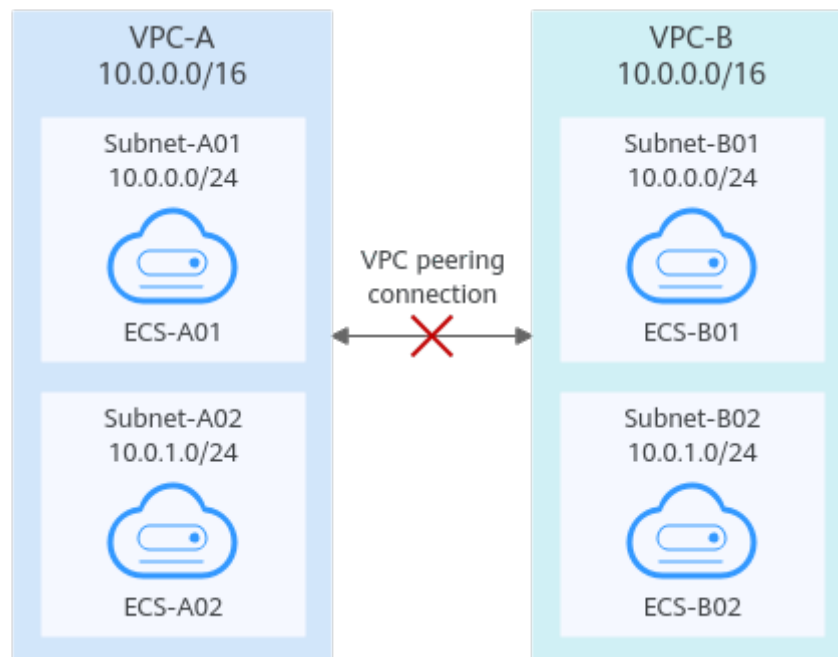 VPC-A
10.0.0.0/16
Subnet-A01
10.0.0.0/24
ECS-A01
Subnet-A02
10.0.1.0/24
ECS-A02
VPC peering
connection
VPC-B
10.0.0.0/16
Subnet-B01
10.0.0.0/24
ECS-B01
Subnet-B02
10.0.1.0/24
ECS-B02